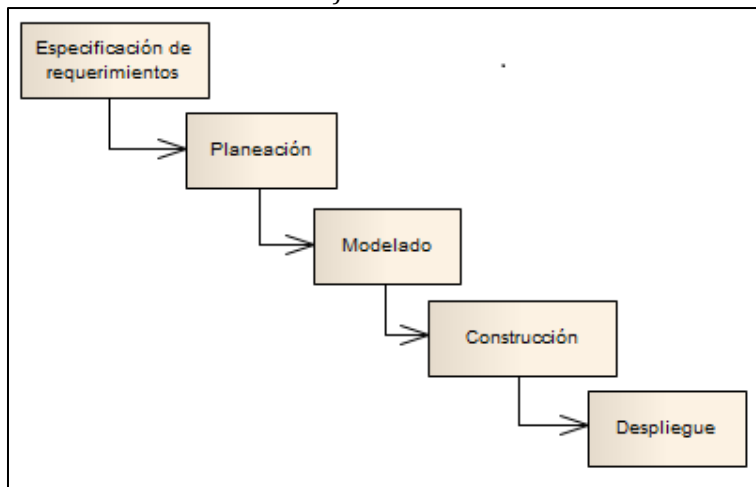 Especificación de
requerimientos
Planeación
Modelado
Construcción
Despliegue